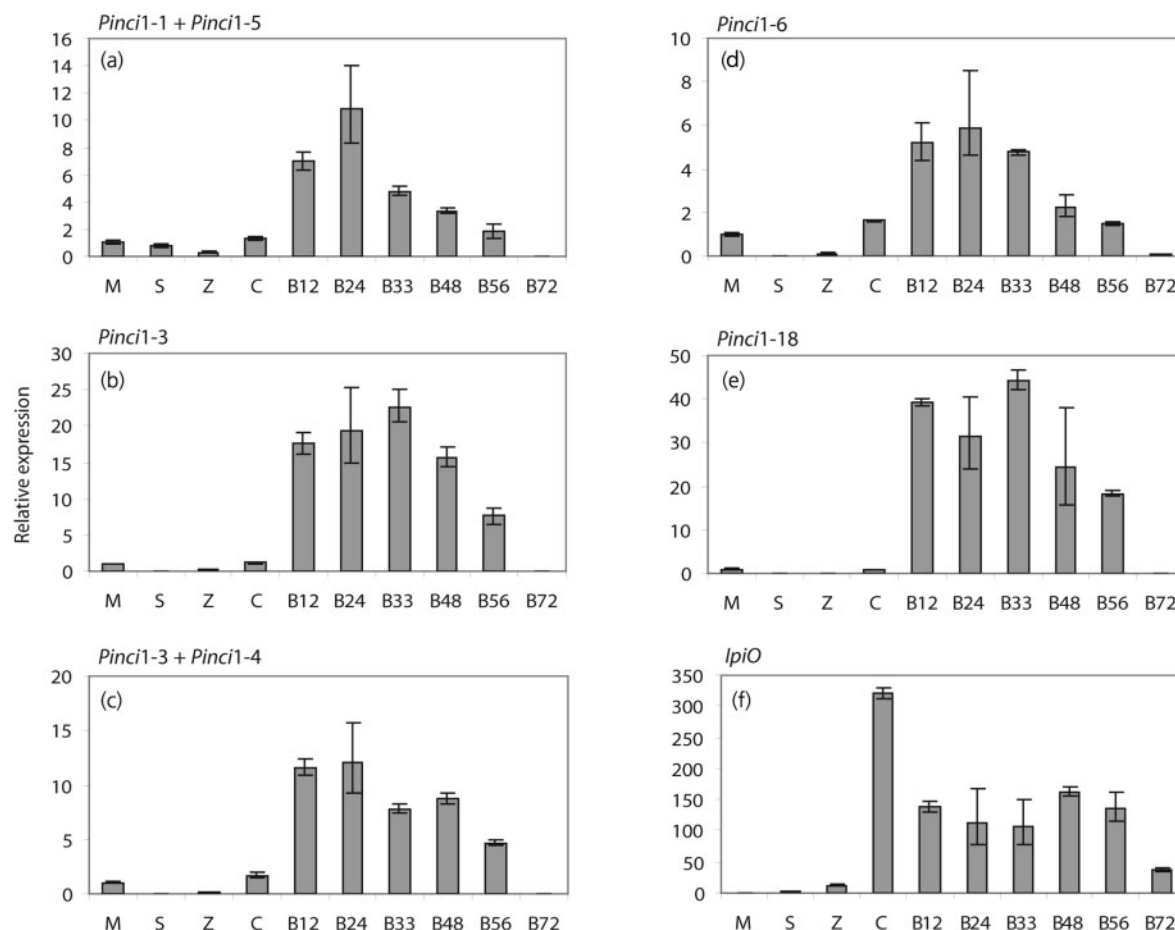 Pinci1-1 + Pinci1-5
(a)
16
14
12
10
8
6
4
2
0
M S Z C B12 B24 B33 B48 B56 B72
Pinci1-3
(b)
30
25
20
15
10
5
0
M S Z C B12 B24 B33 B48 B56 B72
Pinci1-3 + Pinci1-4
(c)
20
15
10
5
0
M S Z C B12 B24 B33 B48 B56 B72
Relative expression
Pinci1-6
(d)
10
8
6
4
2
0
M S Z C B12 B24 B33 B48 B56 B72
Pinci1-18
(e)
50
40
30
20
10
0
M S Z C B12 B24 B33 B48 B56 B72
IpiO
(f)
350
300
250
200
150
100
50
0
M S Z C B12 B24 B33 B48 B56 B72